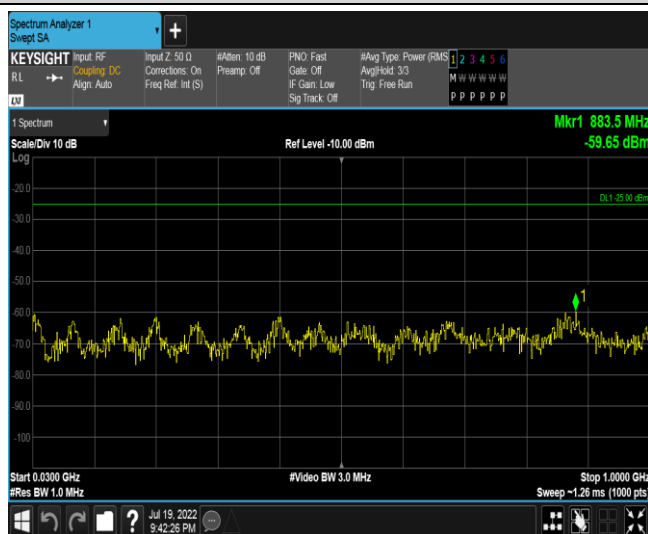 Spectrum Analyzer 1
Swept SA
KEYSIGHT
RL
LXI
Input: RF
Coupling: DC
Align: Auto
Input Z: 50 Ω
Corrections: On
Freq Ref: Int (S)
#Atten: 10 dB
Preamp: Off
PNO: Fast
Gate: Off
IF Gain: Low
Sig Track: Off
#Avg Type: Power (RMS
Avg|Hold: 3/3
Trig: Free Run
1 2 3 4 5 6
M W W W W W
P P P P P P
1 Spectrum
Scale/Div 10 dB
Ref Level -10.00 dBm
Mkr1 883.5 MHz
-59.65 dBm
Log
DL1 -25.00 dBm
-20.0
-30.0
-40.0
-50.0
1
-60.0
-70.0
-80.0
-90.0
-100
Start 0.0300 GHz
#Video BW 3.0 MHz
Stop 1.0000 GHz
#Res BW 1.0 MHz
Sweep ~1.26 ms (1000 pts)
?
Jul 19, 2022
9:42:26 PM